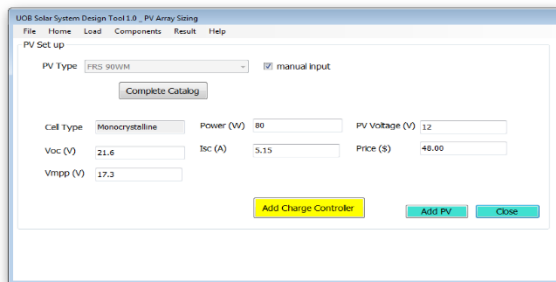 UOB Solar System Design Tool 1.0 _ PV Array Sizing
File Home Load Components Result Help
PV Set up
PV Type FRS 90WM manual input
Complete Catalog
Cell Type Monocrystalline Power (W) 80 PV Voltage (V) 12
Voc (V) 21.6 Isc (A) 5.15 Price ($) 48.00
Vmpp (V) 17.3
Add Charge Controller Add PV Close